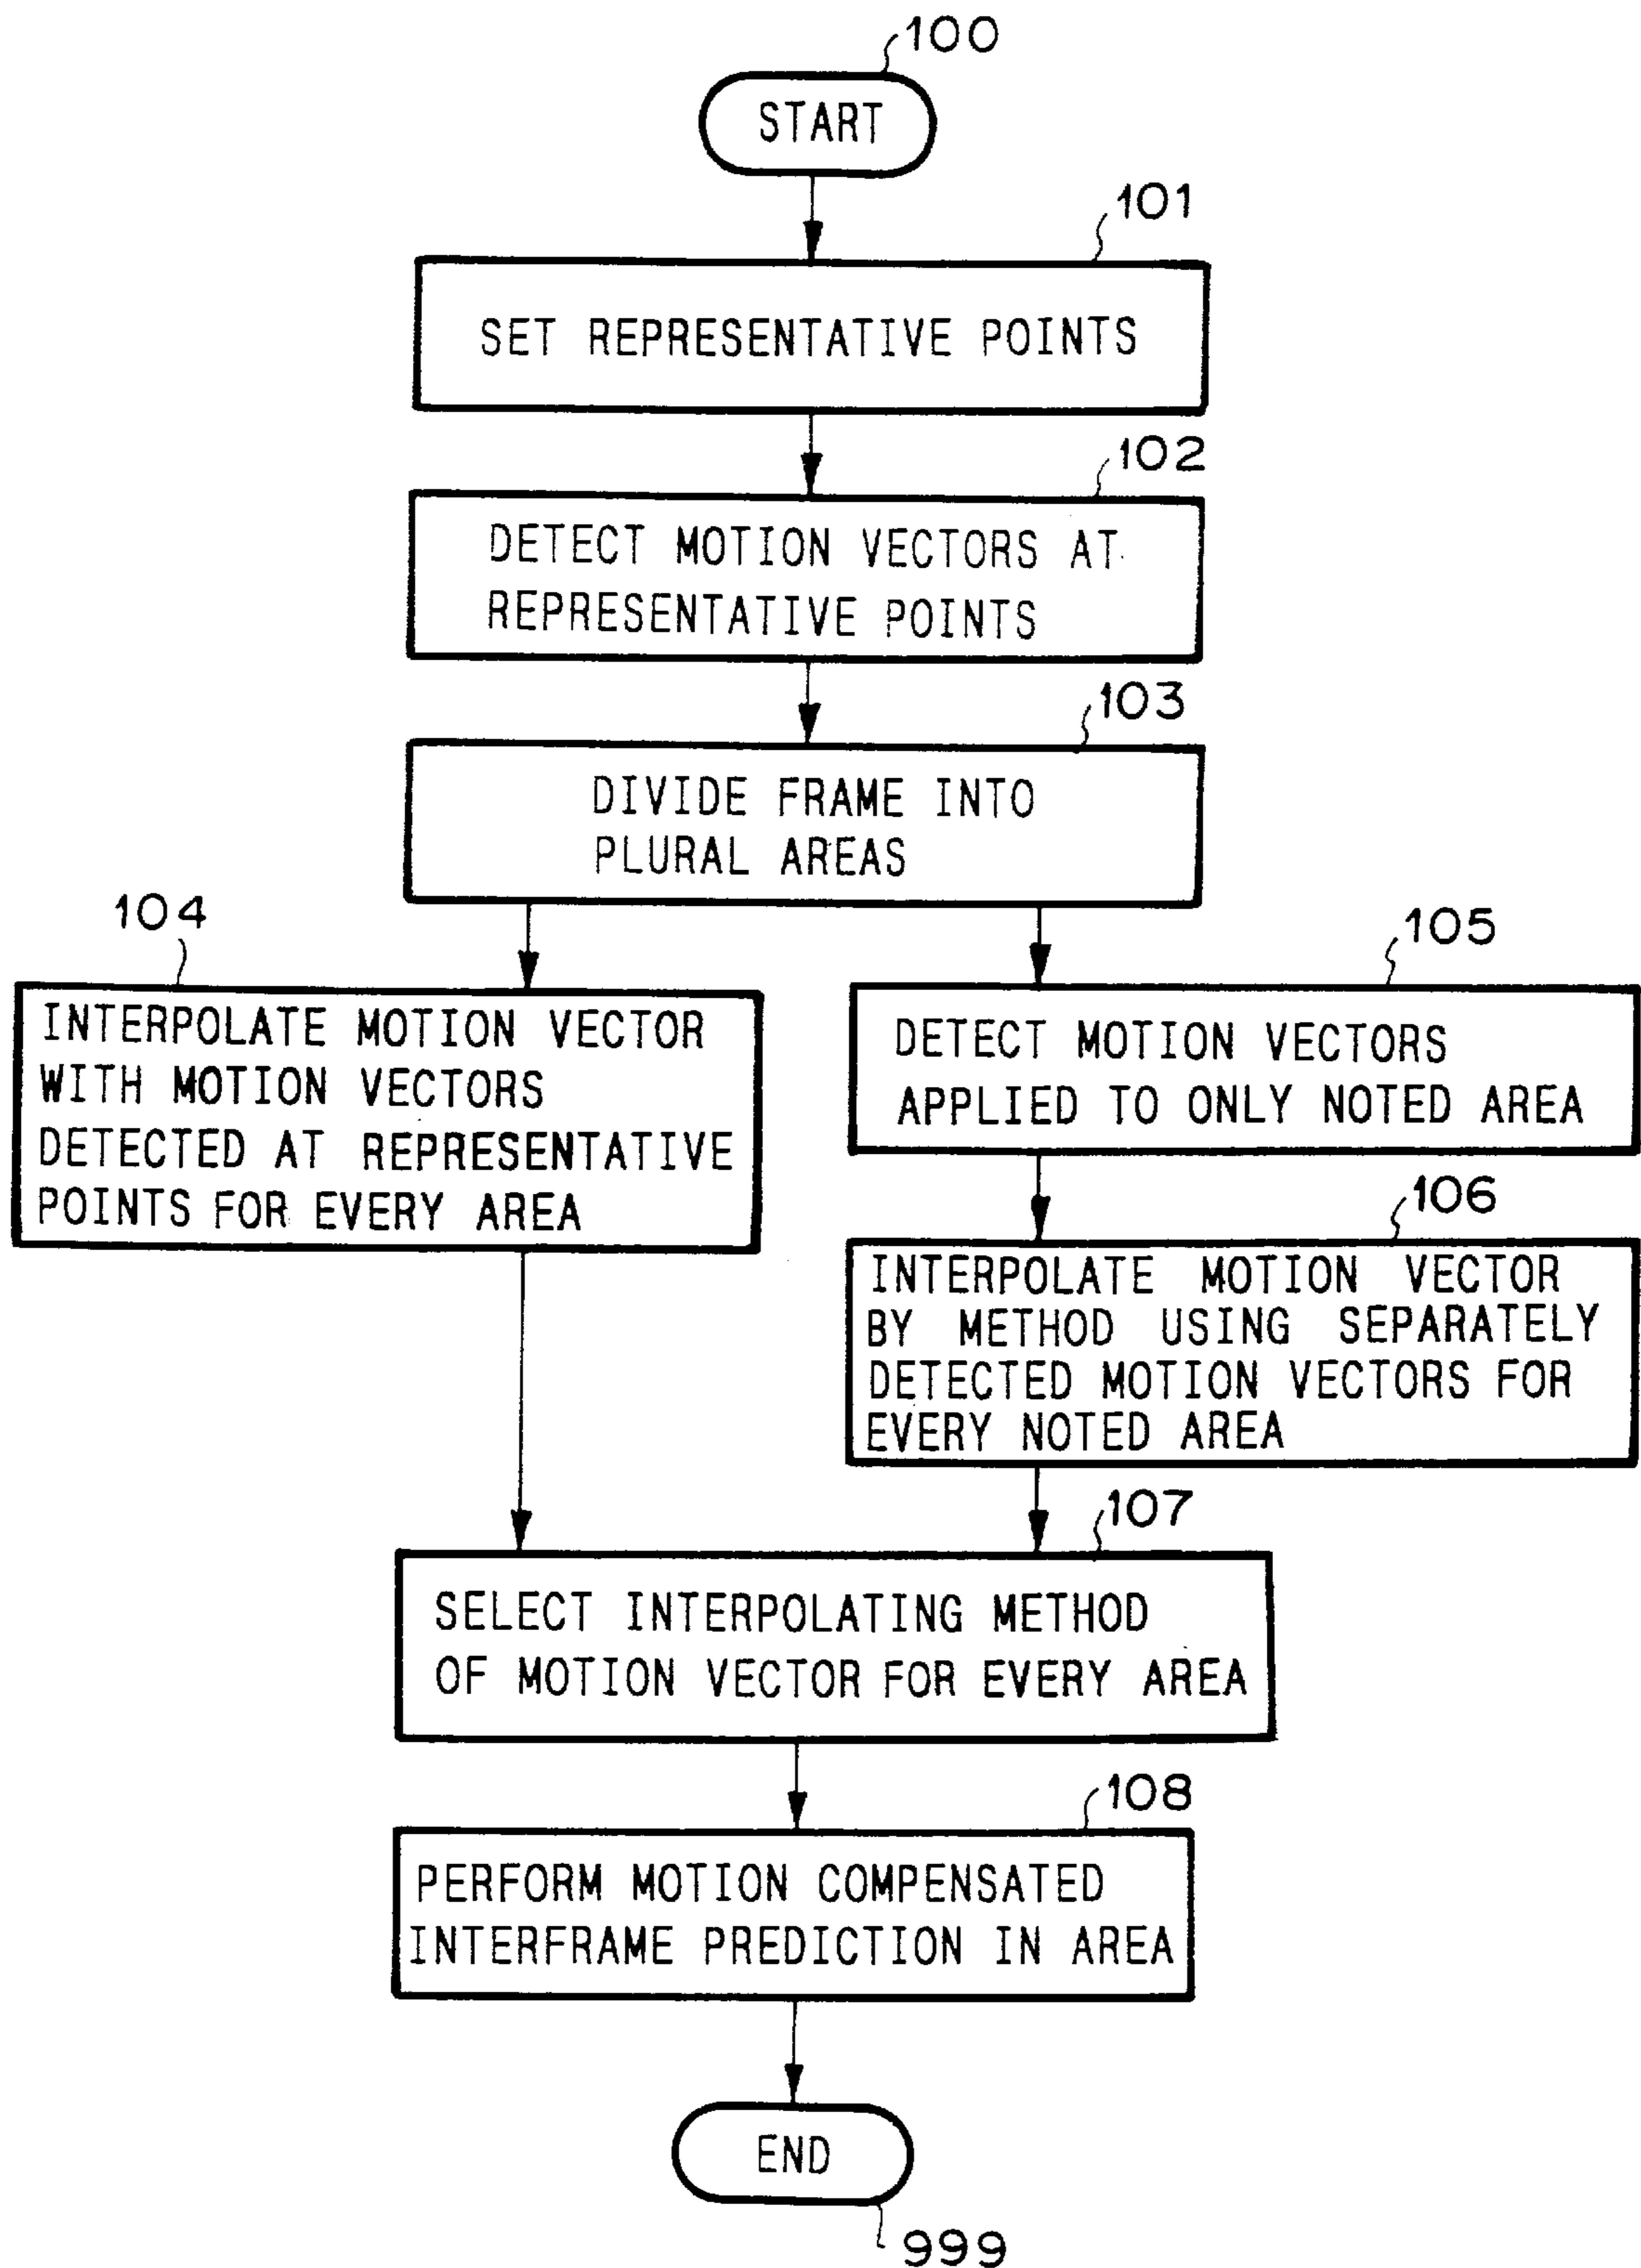 100
START
101
SET REPRESENTATIVE POINTS
102
DETECT MOTION VECTORS AT
REPRESENTATIVE POINTS
103
DIVIDE FRAME INTO
PLURAL AREAS
104
INTERPOLATE MOTION VECTOR
WITH MOTION VECTORS
DETECTED AT REPRESENTATIVE
POINTS FOR EVERY AREA
105
DETECT MOTION VECTORS
APPLIED TO ONLY NOTED AREA
106
INTERPOLATE MOTION VECTOR
BY METHOD USING SEPARATELY
DETECTED MOTION VECTORS FOR
EVERY NOTED AREA
107
SELECT INTERPOLATING METHOD
OF MOTION VECTOR FOR EVERY AREA
108
PERFORM MOTION COMPENSATED
INTERFRAME PREDICTION IN AREA
END
999